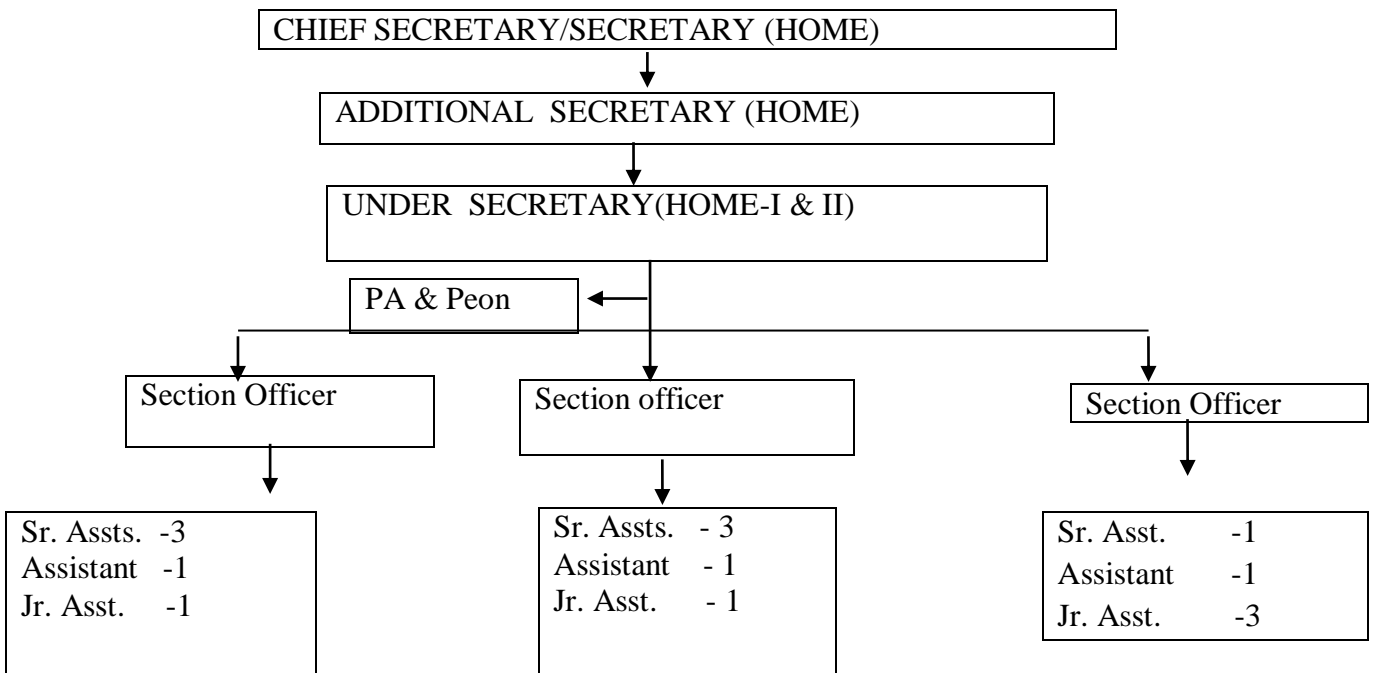 CHIEF SECRETARY/SECRETARY (HOME)
ADDITIONAL SECRETARY (HOME)
UNDER SECRETARY(HOME-I & II)
PA & Peon
Section Officer
Section officer
Section Officer
Sr. Assts. -3
Assistant -1
Jr. Asst. -1
Sr. Assts. - 3
Assistant - 1
Jr. Asst. - 1
Sr. Asst. -1
Assistant -1
Jr. Asst. -3